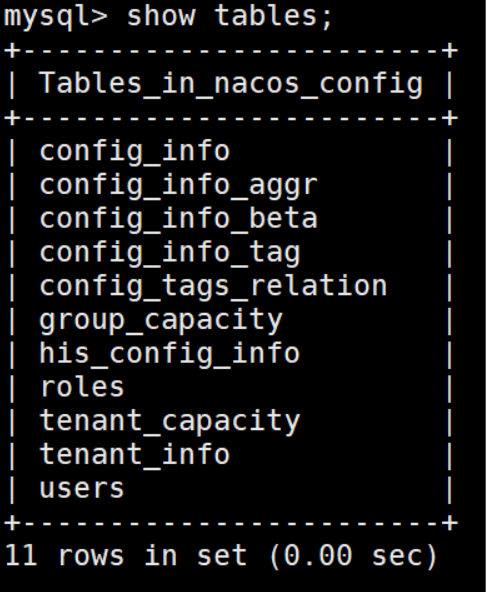 mysql> show tables;
+------------------------+
| Tables_in_nacos_config |
+------------------------+
| config_info            |
| config_info_aggr       |
| config_info_beta       |
| config_info_tag        |
| config_tags_relation   |
| group_capacity         |
| his_config_info        |
| roles                  |
| tenant_capacity        |
| tenant_info            |
| users                  |
+------------------------+
11 rows in set (0.00 sec)